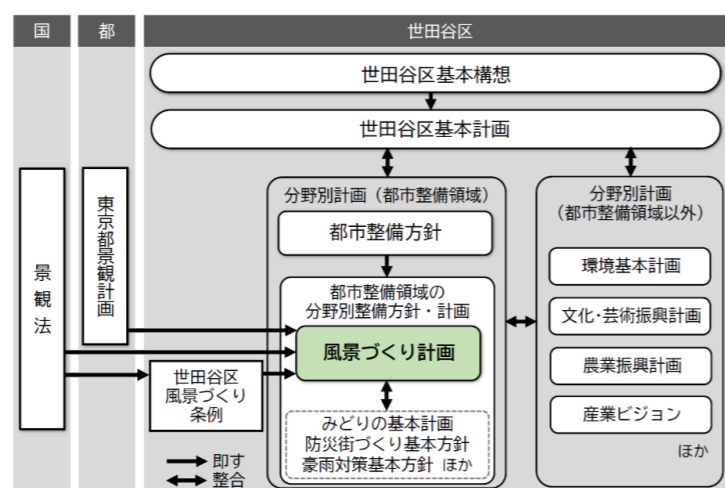 国
都
世田谷区
世田谷区基本構想
世田谷区基本計画
景観法
東京都景観計画
分野別計画（都市整備領域）
都市整備方針
都市整備領域の
分野別整備方針・計画
風景づくり計画
世田谷区
風景づくり
条例
みどりの基本計画
防災街づくり基本方針
豪雨対策基本方針 ほか
分野別計画
（都市整備領域以外）
環境基本計画
文化・芸術振興計画
農業振興計画
産業ビジョン
ほか
即す
整合